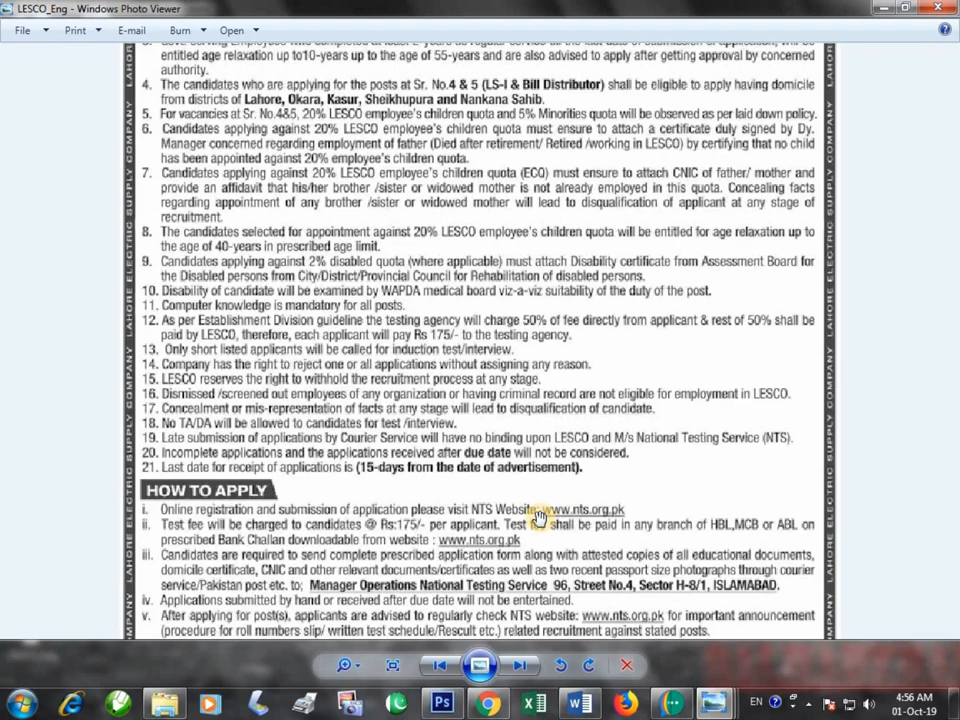 LESCO_Eng - Windows Photo Viewer
File Print E-mail Burn Open
entitled age relaxation up to10-years up to the age of 55-years and are also advised to apply after getting approval by concerned
authority.
4. The candidates who are applying for the posts at Sr. No.4 & 5 (LS-I & Bill Distributor) shall be eligible to apply having domicile
from districts of Lahore, Okara, Kasur, Sheikhupura and Nankana Sahib.
5. For vacancies at Sr. No.4&5, 20% LESCO employee's children quota and 5% Minorities quota will be observed as per laid down policy.
6. Candidates applying against 20% LESCO employee's children quota must ensure to attach a certificate duly signed by Dy.
Manager concerned regarding employment of father (Died after retirement/ Retired /working in LESCO) by certifying that no child
has been appointed against 20% employee's children quota.
7. Candidates applying against 20% LESCO employee's children quota (ECQ) must ensure to attach CNIC of father/ mother and
provide an affidavit that his/her brother /sister or widowed mother is not already employed in this quota. Concealing facts
regarding appointment of any brother /sister or widowed mother will lead to disqualification of applicant at any stage of
recruitment.
8. The candidates selected for appointment against 20% LESCO employee's children quota will be entitled for age relaxation up to
the age of 40-years in prescribed age limit.
9. Candidates applying against 2% disabled quota (where applicable) must attach Disability certificate from Assessment Board for
the Disabled persons from City/District/Provincial Council for Rehabilitation of disabled persons.
10. Disability of candidate will be examined by WAPDA medical board viz-a-viz suitability of the duty of the post.
11. Computer knowledge is mandatory for all posts.
12. As per Establishment Division guideline the testing agency will charge 50% of fee directly from applicant & rest of 50% shall be
paid by LESCO, therefore, each applicant will pay Rs 175/- to the testing agency.
13. Only short listed applicants will be called for induction test/interview.
14. Company has the right to reject one or all applications without assigning any reason.
15. LESCO reserves the right to withhold the recruitment process at any stage.
16. Dismissed /screened out employees of any organization or having criminal record are not eligible for employment in LESCO.
17. Concealment or mis-representation of facts at any stage will lead to disqualification of candidate.
18. No TA/DA will be allowed to candidates for test /interview.
19. Late submission of applications by Courier Service will have no binding upon LESCO and M/s National Testing Service (NTS).
20. Incomplete applications and the applications received after due date will not be considered.
21. Last date for receipt of applications is (15-days from the date of advertisement).
HOW TO APPLY
i. Online registration and submission of application please visit NTS Website: www.nts.org.pk
ii. Test fee will be charged to candidates @ Rs:175/- per applicant. Test shall be paid in any branch of HBL,MCB or ABL on
prescribed Bank Challan downloadable from website : www.nts.org.pk
iii. Candidates are required to send complete prescribed application form along with attested copies of all educational documents,
domicile certificate, CNIC and other relevant documents/certificates as well as two recent passport size photographs through courier
service/Pakistan post etc. to; Manager Operations National Testing Service 96, Street No.4, Sector H-8/1, ISLAMABAD.
iv. Applications submitted by hand or received after due date will not be entertained.
v. After applying for post(s), applicants are advised to regularly check NTS website: www.nts.org.pk for important announcement
(procedure for roll numbers slip/ written test schedule/Rescult etc.) related recruitment against stated posts.
LAHORE ELECTRIC SUPPLY COMPANY
LAHORE ELECTRIC SUPPLY COMPANY
EN
4:56 AM
01-Oct-19